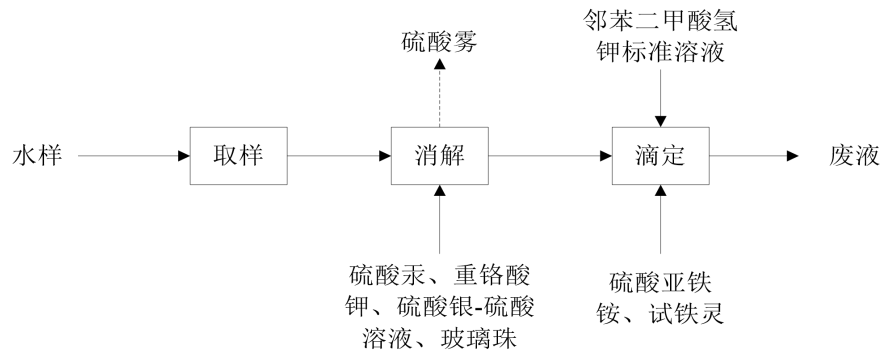 硫酸雾
邻苯二甲酸氢
钾标准溶液
水样
取样
消解
滴定
废液
硫酸汞、重铬酸
钾、硫酸银-硫酸
溶液、玻璃珠
硫酸亚铁
铵、试铁灵